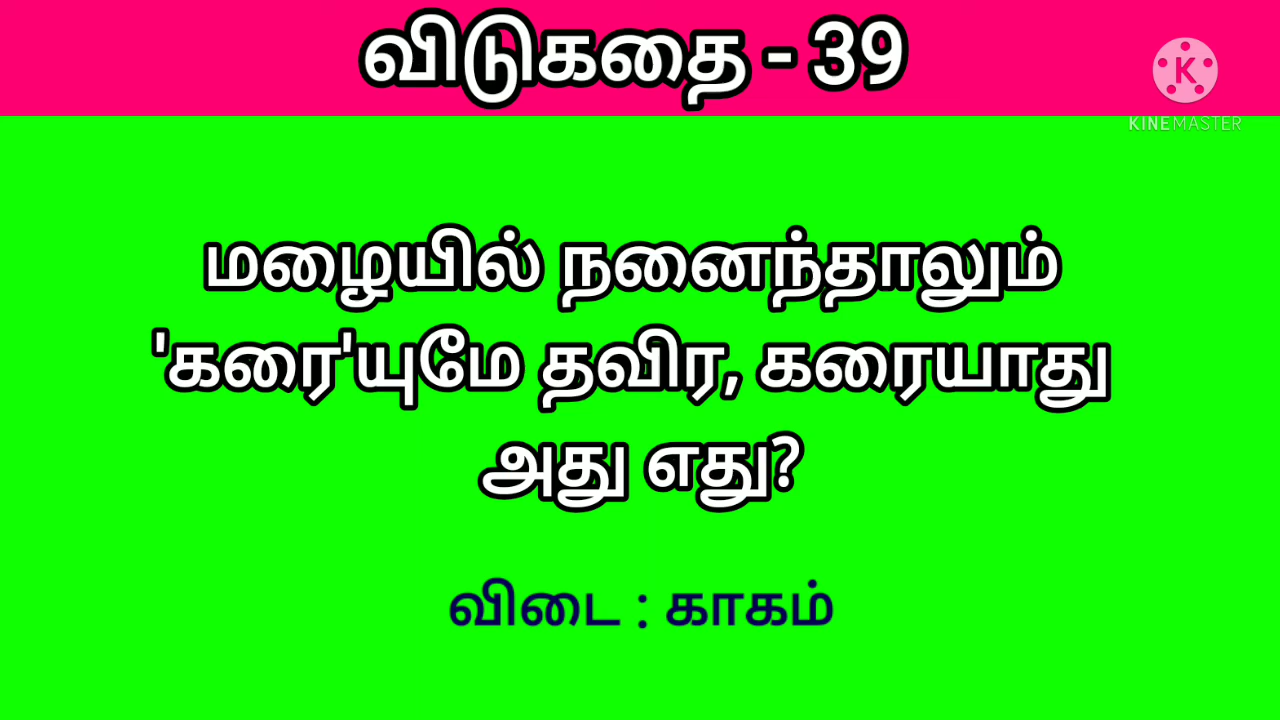 விடுகதை - 39
KINEMASTER
மழையில் நனைந்தாலும்
'கரை'யுமே தவிர, கரையாது
அது எது?
விடை : காகம்